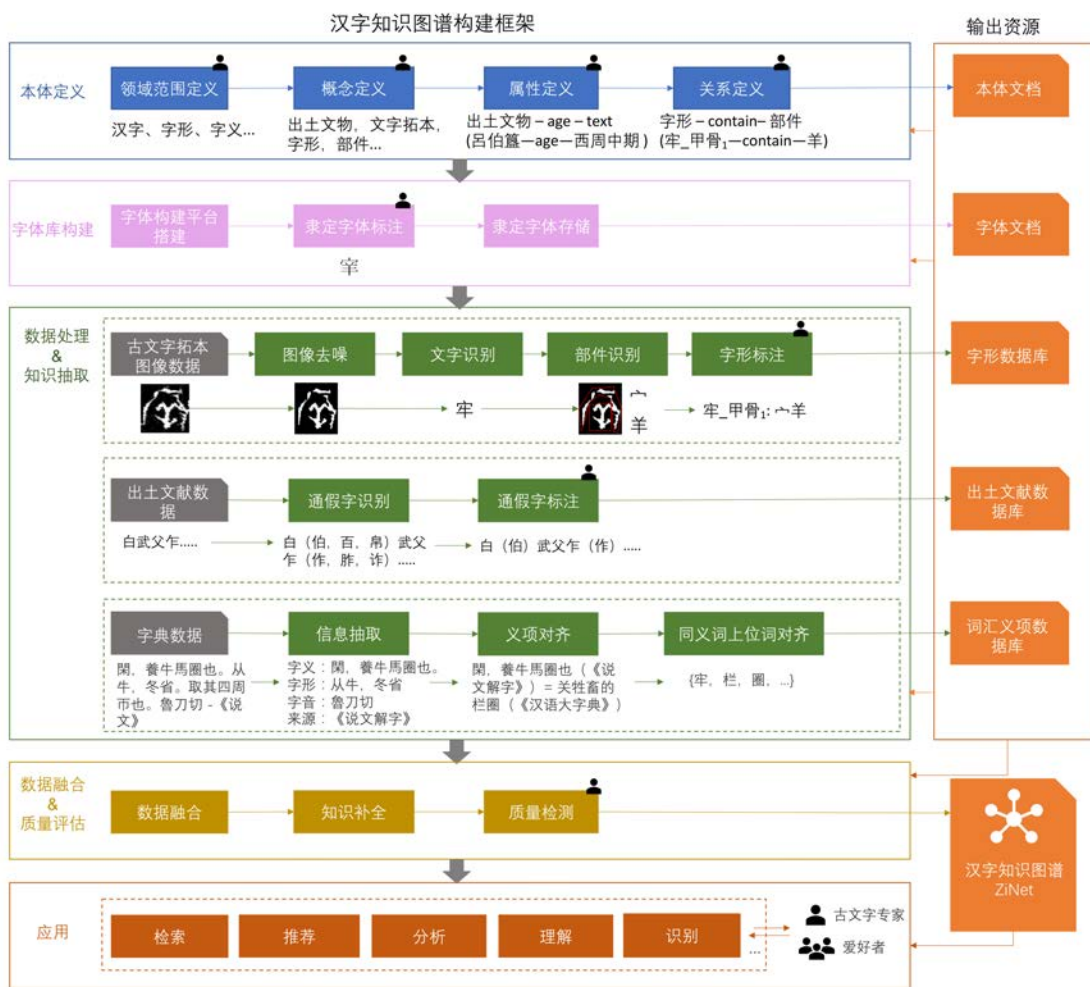 汉字知识图谱构建框架
输出资源
本体定义
领域范围定义
概念定义
属性定义
关系定义
本体文档
汉字、字形、字义...
出土文物，文字拓本，
字形，部件...
出土文物 – age – text
(呂伯簋—age—西周中期 )
字形 – contain– 部件
(牢_甲骨₁—contain—羊)
字体库构建
字体构建平台
搭建
隶定字体标注
隶定字体存储
字体文档
数据处理
&
知识抽取
古文字拓本
图像数据
图像去噪
文字识别
部件识别
字形标注
字形数据库
牢
宀
羊
牢_甲骨₁: 宀羊
出土文献数
据
通假字识别
通假字标注
出土文献数
据库
白武父乍.....
白（伯，百，帛）武父
乍（作，胙，诈）.....
白（伯）武父乍（作）.....
字典数据
信息抽取
义项对齐
同义词上位词对齐
词汇义项数
据库
閑，養牛馬圈也。从
牛，冬省。取其四周
帀也。魯刀切 -《说
文》
字义：閑，養牛馬圈也。
字形：从牛，冬省
字音：魯刀切
来源：《说文解字》
閑，養牛馬圈也（《说
文解字》）= 关牲畜的
栏圈（《汉语大字典》）
{牢，栏，圈，...}
数据融合
&
质量评估
数据融合
知识补全
质量检测
汉字知识图谱
ZiNet
应用
检索
推荐
分析
理解
识别
...
古文字专家
爱好者